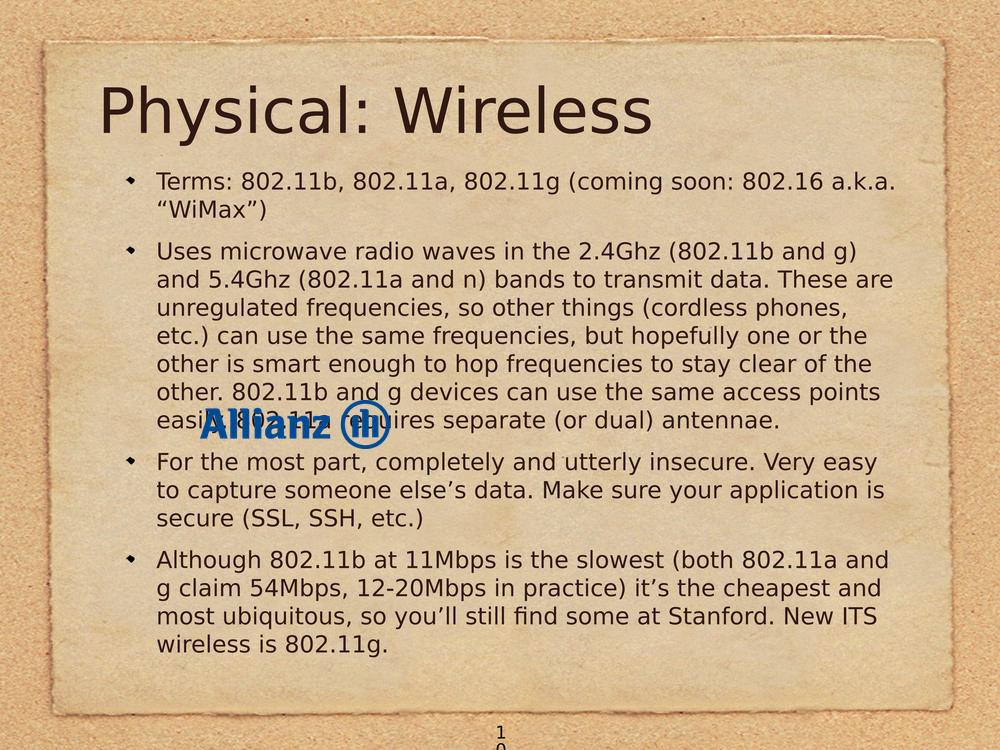 Physical: Wireless
Terms: 802.11b, 802.11a, 802.11g (coming soon: 802.16 a.k.a.
“WiMax”)
Uses microwave radio waves in the 2.4Ghz (802.11b and g)
and 5.4Ghz (802.11a and n) bands to transmit data. These are
unregulated frequencies, so other things (cordless phones,
etc.) can use the same frequencies, but hopefully one or the
other is smart enough to hop frequencies to stay clear of the
other. 802.11b and g devices can use the same access points
easily, 802.11a requires separate (or dual) antennae.
Allianz
For the most part, completely and utterly insecure. Very easy
to capture someone else’s data. Make sure your application is
secure (SSL, SSH, etc.)
Although 802.11b at 11Mbps is the slowest (both 802.11a and
g claim 54Mbps, 12-20Mbps in practice) it’s the cheapest and
most ubiquitous, so you’ll still find some at Stanford. New ITS
wireless is 802.11g.
1
0